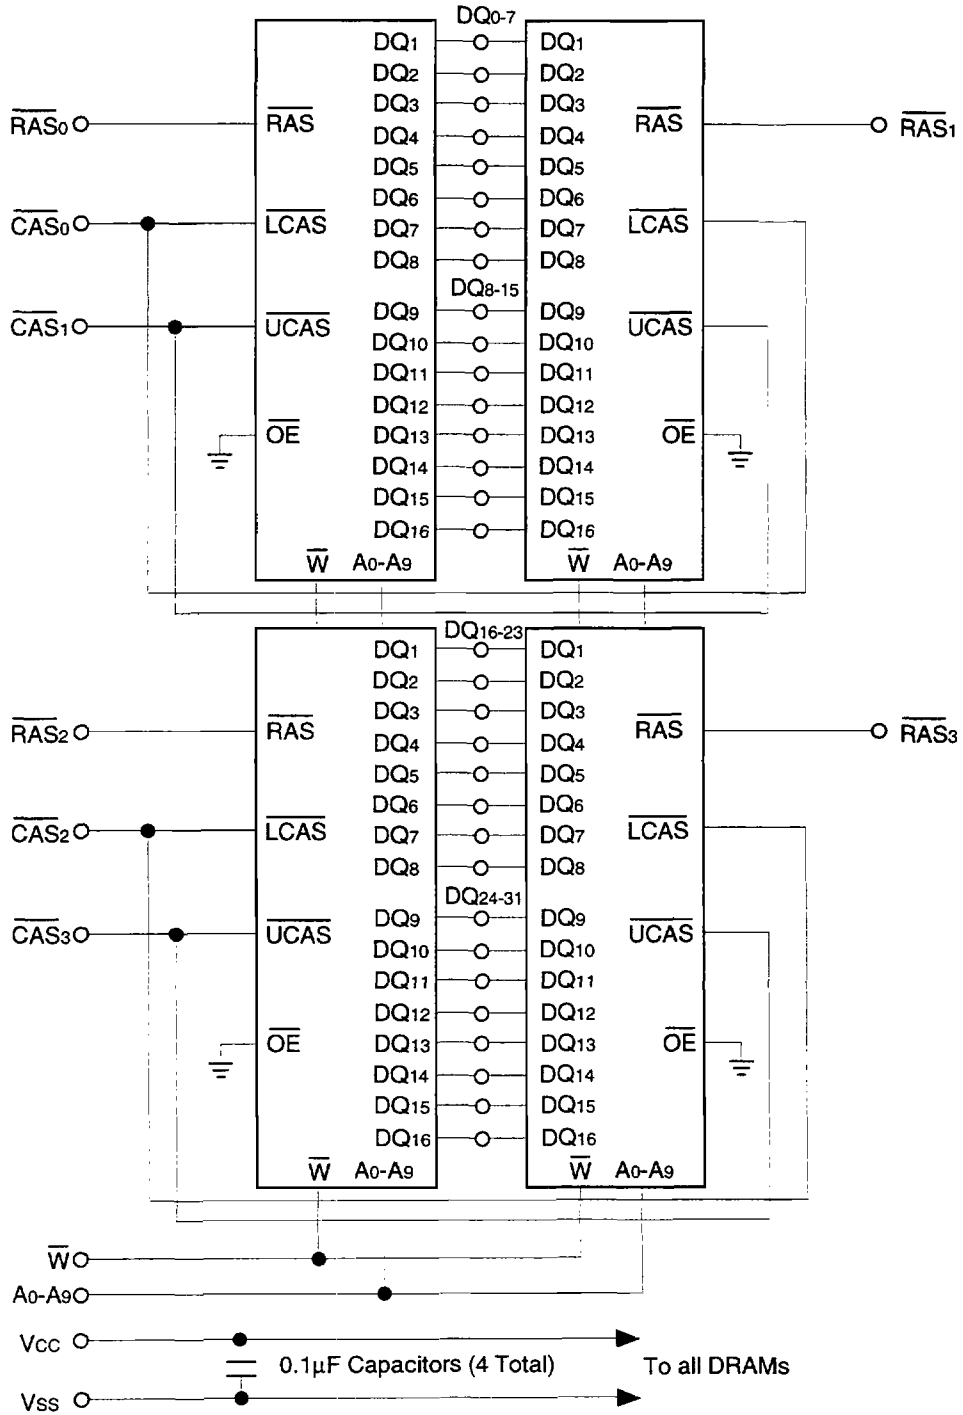 DQ0-7
DQ1 DQ1
DQ2 DQ2
DQ3 DQ3
RAS0 RAS RAS RAS1
DQ4 DQ4
DQ5 DQ5
DQ6 DQ6
CAS0 LCAS DQ7 DQ7 LCAS
DQ8 DQ8
DQ8-15
DQ9 DQ9
CAS1 UCAS UCAS
DQ10 DQ10
DQ11 DQ11
DQ12 DQ12
OE DQ13 DQ13 OE
DQ14 DQ14
DQ15 DQ15
DQ16 DQ16
W A0-A9 W A0-A9
DQ16-23
DQ1 DQ1
DQ2 DQ2
DQ3 DQ3
RAS2 RAS RAS RAS3
DQ4 DQ4
DQ5 DQ5
DQ6 DQ6
CAS2 LCAS DQ7 DQ7 LCAS
DQ8 DQ8
DQ24-31
DQ9 DQ9
CAS3 UCAS UCAS
DQ10 DQ10
DQ11 DQ11
DQ12 DQ12
OE DQ13 DQ13 OE
DQ14 DQ14
DQ15 DQ15
DQ16 DQ16
W A0-A9 W A0-A9
W
A0-A9
Vcc
0.1µF Capacitors (4 Total) To all DRAMs
Vss